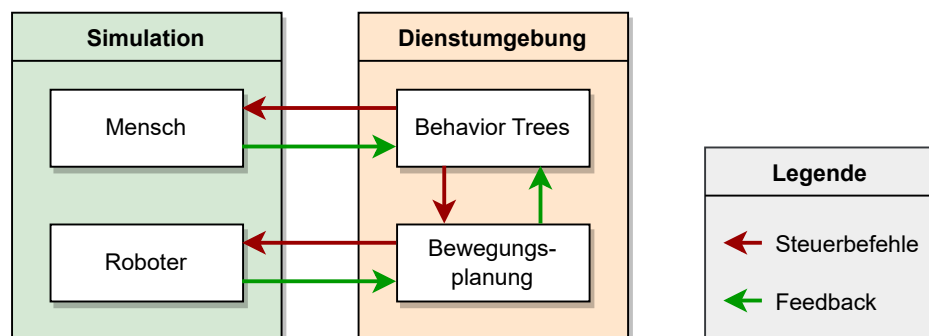 Simulation
Dienstumgebung
Mensch
Behavior Trees
Roboter
Bewegungs-
planung
Legende
Steuerbefehle
Feedback